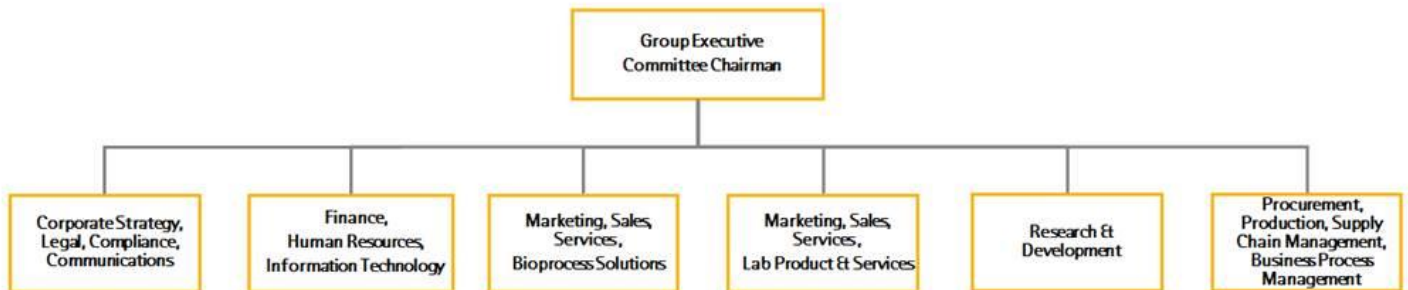 Group Executive
Committee Chairman
Corporate Strategy,
Legal, Compliance,
Communications
Finance,
Human Resources,
Information Technology
Marketing, Sales,
Services,
Bioprocess Solutions
Marketing, Sales,
Services,
Lab Product & Services
Research &
Development
Procurement,
Production, Supply
Chain Management,
Business Process
Management